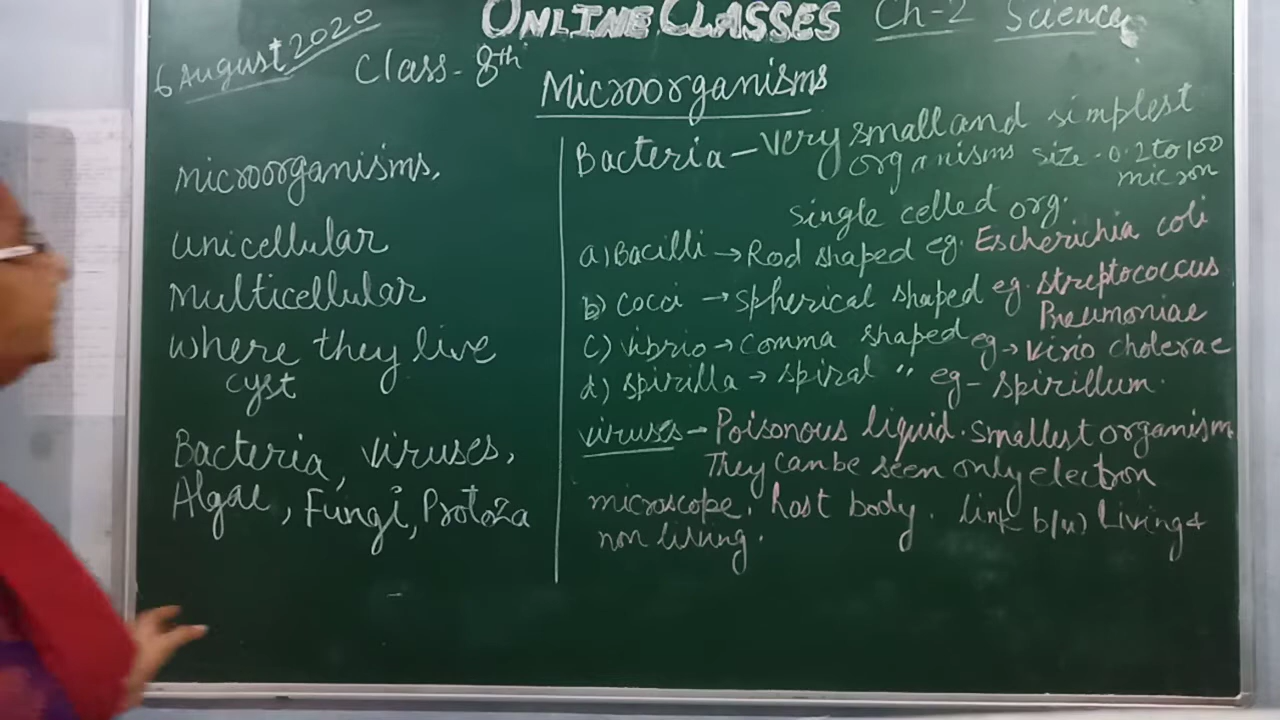 ONLINE CLASSES Ch-2 Science
6 August 2020
Class - 8th
Microorganisms
Microorganisms,
Unicellular
Multicellular
Where they live
cyst
Bacteria, Viruses,
Algae, Fungi, Protoza
Bacteria - Very small and simplest
organisms size - 0.2 to 100
micron
Single celled org.
a) Bacilli → Rod shaped eg. Escherichia coli
b) Cocci → Spherical shaped eg. Streptococcus
Pneumoniae
c) Vibrio → Comma shaped eg → Virio cholerae
d) Spirilla → Spiral " eg - Spirillum.
Viruses - Poisonous liquid. Smallest organism
They can be seen only electron
microscope. host body. link b/w Living &
non living.